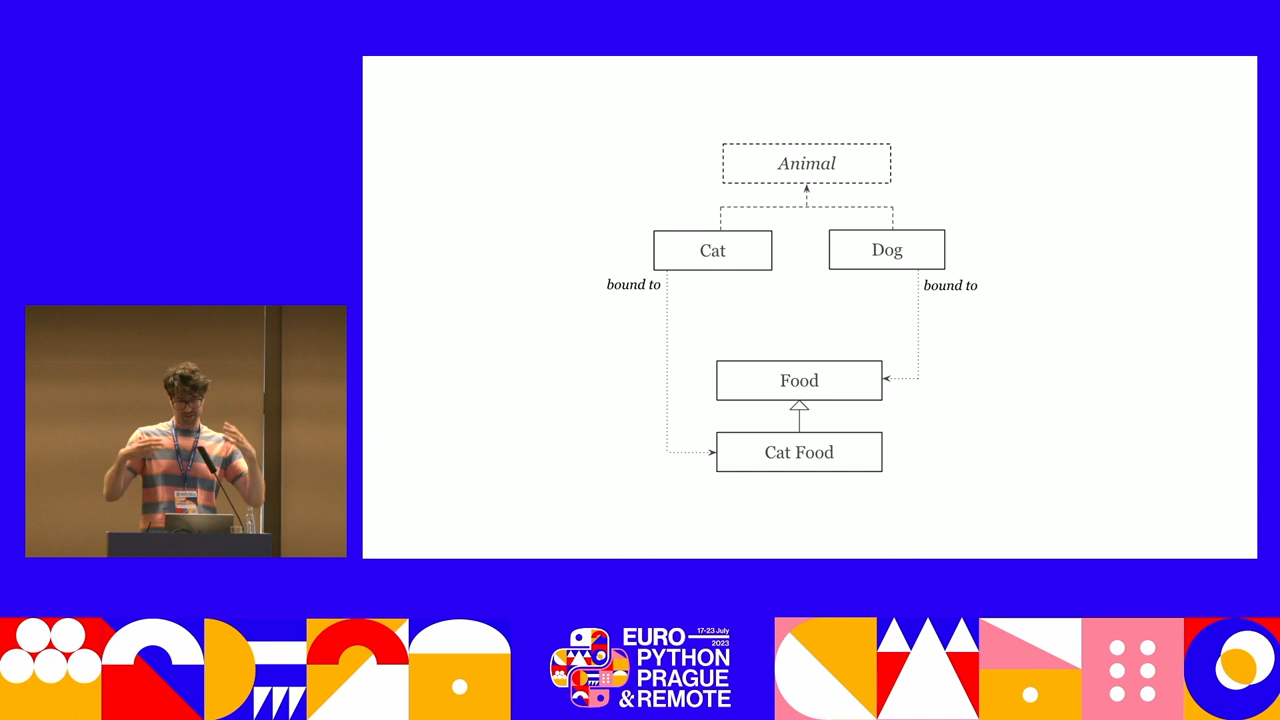 Animal
Cat
Dog
bound to
bound to
Food
Cat Food
EURO
17-23 July
2023
PYTHON
PRAGUE
& REMOTE